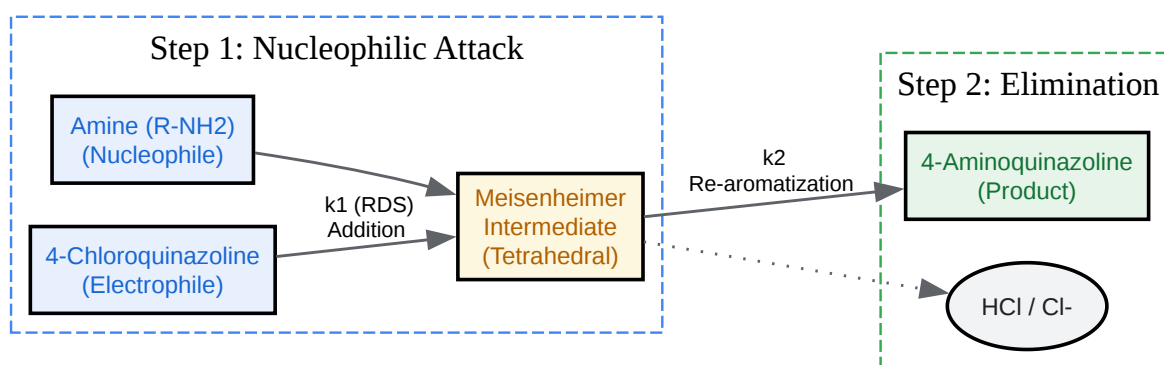 Step 1: Nucleophilic Attack
Amine (R-NH2)
(Nucleophile)
4-Chloroquinazoline
(Electrophile)
k1 (RDS)
Addition
Meisenheimer
Intermediate
(Tetrahedral)
k2
Re-aromatization
Step 2: Elimination
4-Aminoquinazoline
(Product)
HCl / Cl-